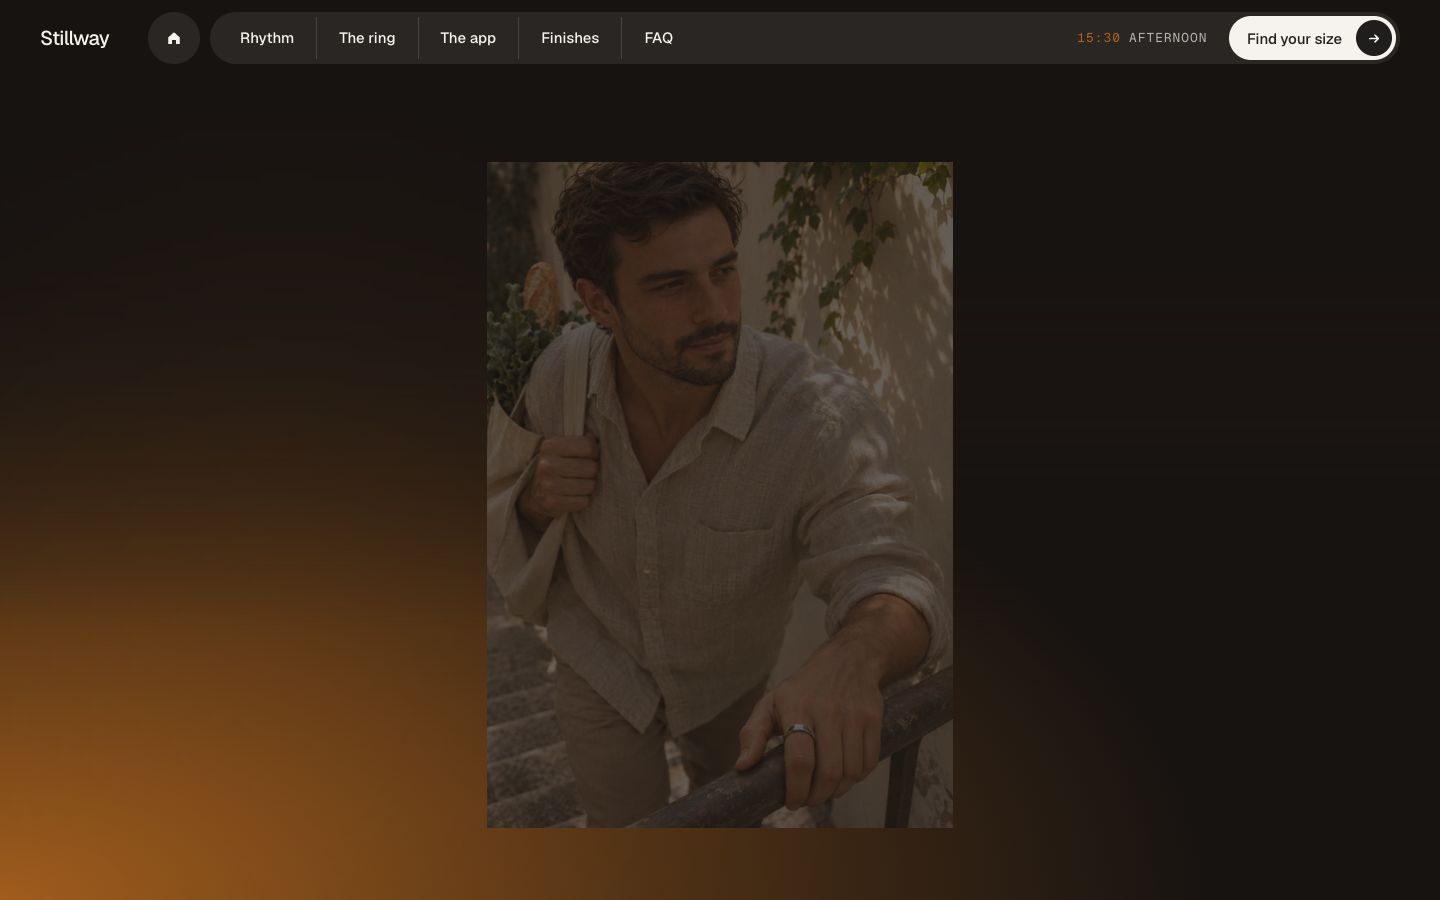 Stillway
Rhythm
The ring
The app
Finishes
FAQ
15:30 AFTERNOON
Find your size